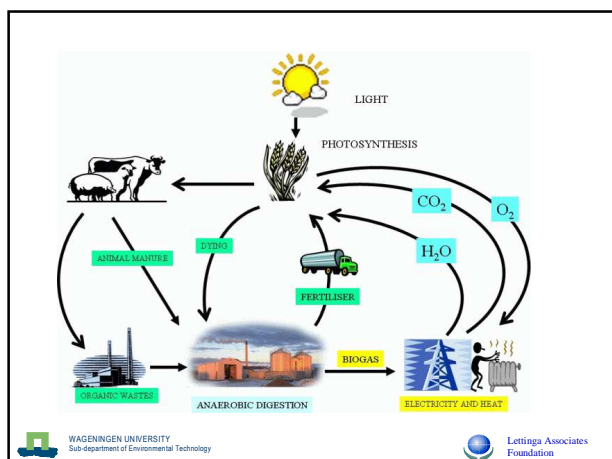 LIGHT
PHOTOSYNTHESIS
CO₂
O₂
H₂O
DYING
ANIMAL MANURE
FERTILISER
BIOGAS
ORGANIC WASTES
ANAEROBIC DIGESTION
ELECTRICITY AND HEAT
WAGENINGEN UNIVERSITY
Sub-department of Environmental Technology
Lettinga Associates
Foundation